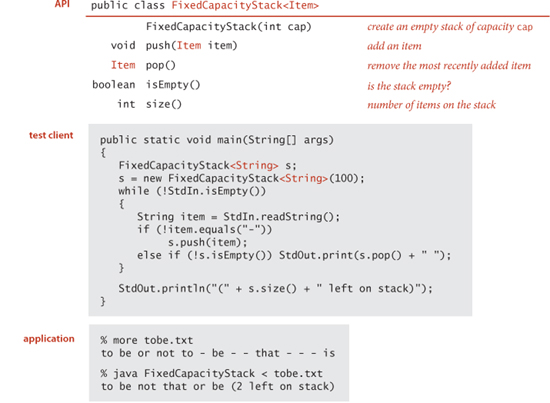 API
public class FixedCapacityStack<Item>
FixedCapacityStack(int cap) create an empty stack of capacity cap
void push(Item item) add an item
Item pop() remove the most recently added item
boolean isEmpty() is the stack empty?
int size() number of items on the stack
test client
public static void main(String[] args)
{
FixedCapacityStack<String> s;
s = new FixedCapacityStack<String>(100);
while (!StdIn.isEmpty())
{
String item = StdIn.readString();
if (!item.equals("-"))
s.push(item);
else if (!s.isEmpty()) StdOut.print(s.pop() + " ");
}
StdOut.println("(" + s.size() + " left on stack)");
}
application
% more tobe.txt
to be or not to - be - - that - - - is
% java FixedCapacityStack < tobe.txt
to be not that or be (2 left on stack)